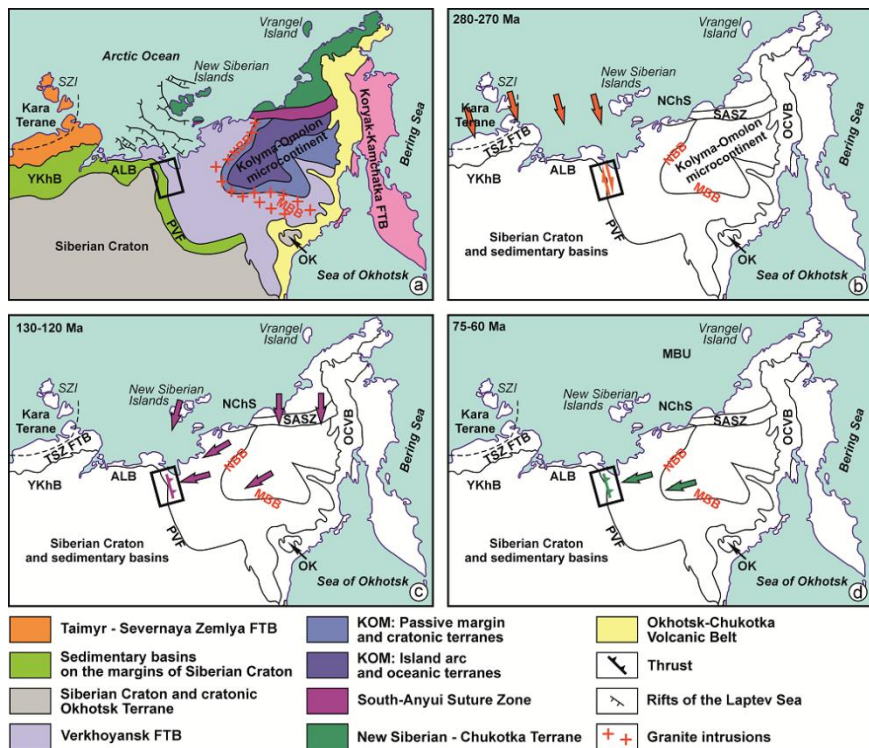 Vrangel
Island
Arctic Ocean
SZI
New Siberian
Islands
Kara
Terane
YKhB
ALB
NBB
Kolyma-Omolon
microcontinent
MBB
Koryak-Kamchatka FTB
Bering Sea
PVF
Siberian Craton
OK
Sea of Okhotsk
a
280-270 Ma
Vrangel
Island
SZI
New Siberian
Islands
Kara
Terane
NChS
SASZ
OCVB
TSZ FTB
YKhB
ALB
NBB
Kolyma-Omolon
microcontinent
MBB
Bering Sea
PVF
Siberian Craton
and sedimentary basins
OK
Sea of Okhotsk
b
130-120 Ma
Vrangel
Island
SZI
New Siberian
Islands
NChS
Kara
Terane
SASZ
OCVB
TSZ FTB
YKhB
ALB
NBB
MBB
Bering Sea
PVF
Siberian Craton
and sedimentary basins
OK
Sea of Okhotsk
c
75-60 Ma
Vrangel
Island
MBU
SZI
New Siberian
Islands
NChS
Kara
Terane
SASZ
OCVB
TSZ FTB
YKhB
ALB
NBB
MBB
Bering Sea
PVF
Siberian Craton
and sedimentary basins
OK
Sea of Okhotsk
d
Taimyr - Severnaya Zemlya FTB
Sedimentary basins
on the margins of Siberian Craton
Siberian Craton and cratonic
Okhotsk Terrane
Verkhoyansk FTB
KOM: Passive margin
and cratonic terranes
KOM: Island arc
and oceanic terranes
South-Anyui Suture Zone
New Siberian - Chukotka Terrane
Okhotsk-Chukotka
Volcanic Belt
Thrust
Rifts of the Laptev Sea
Granite intrusions